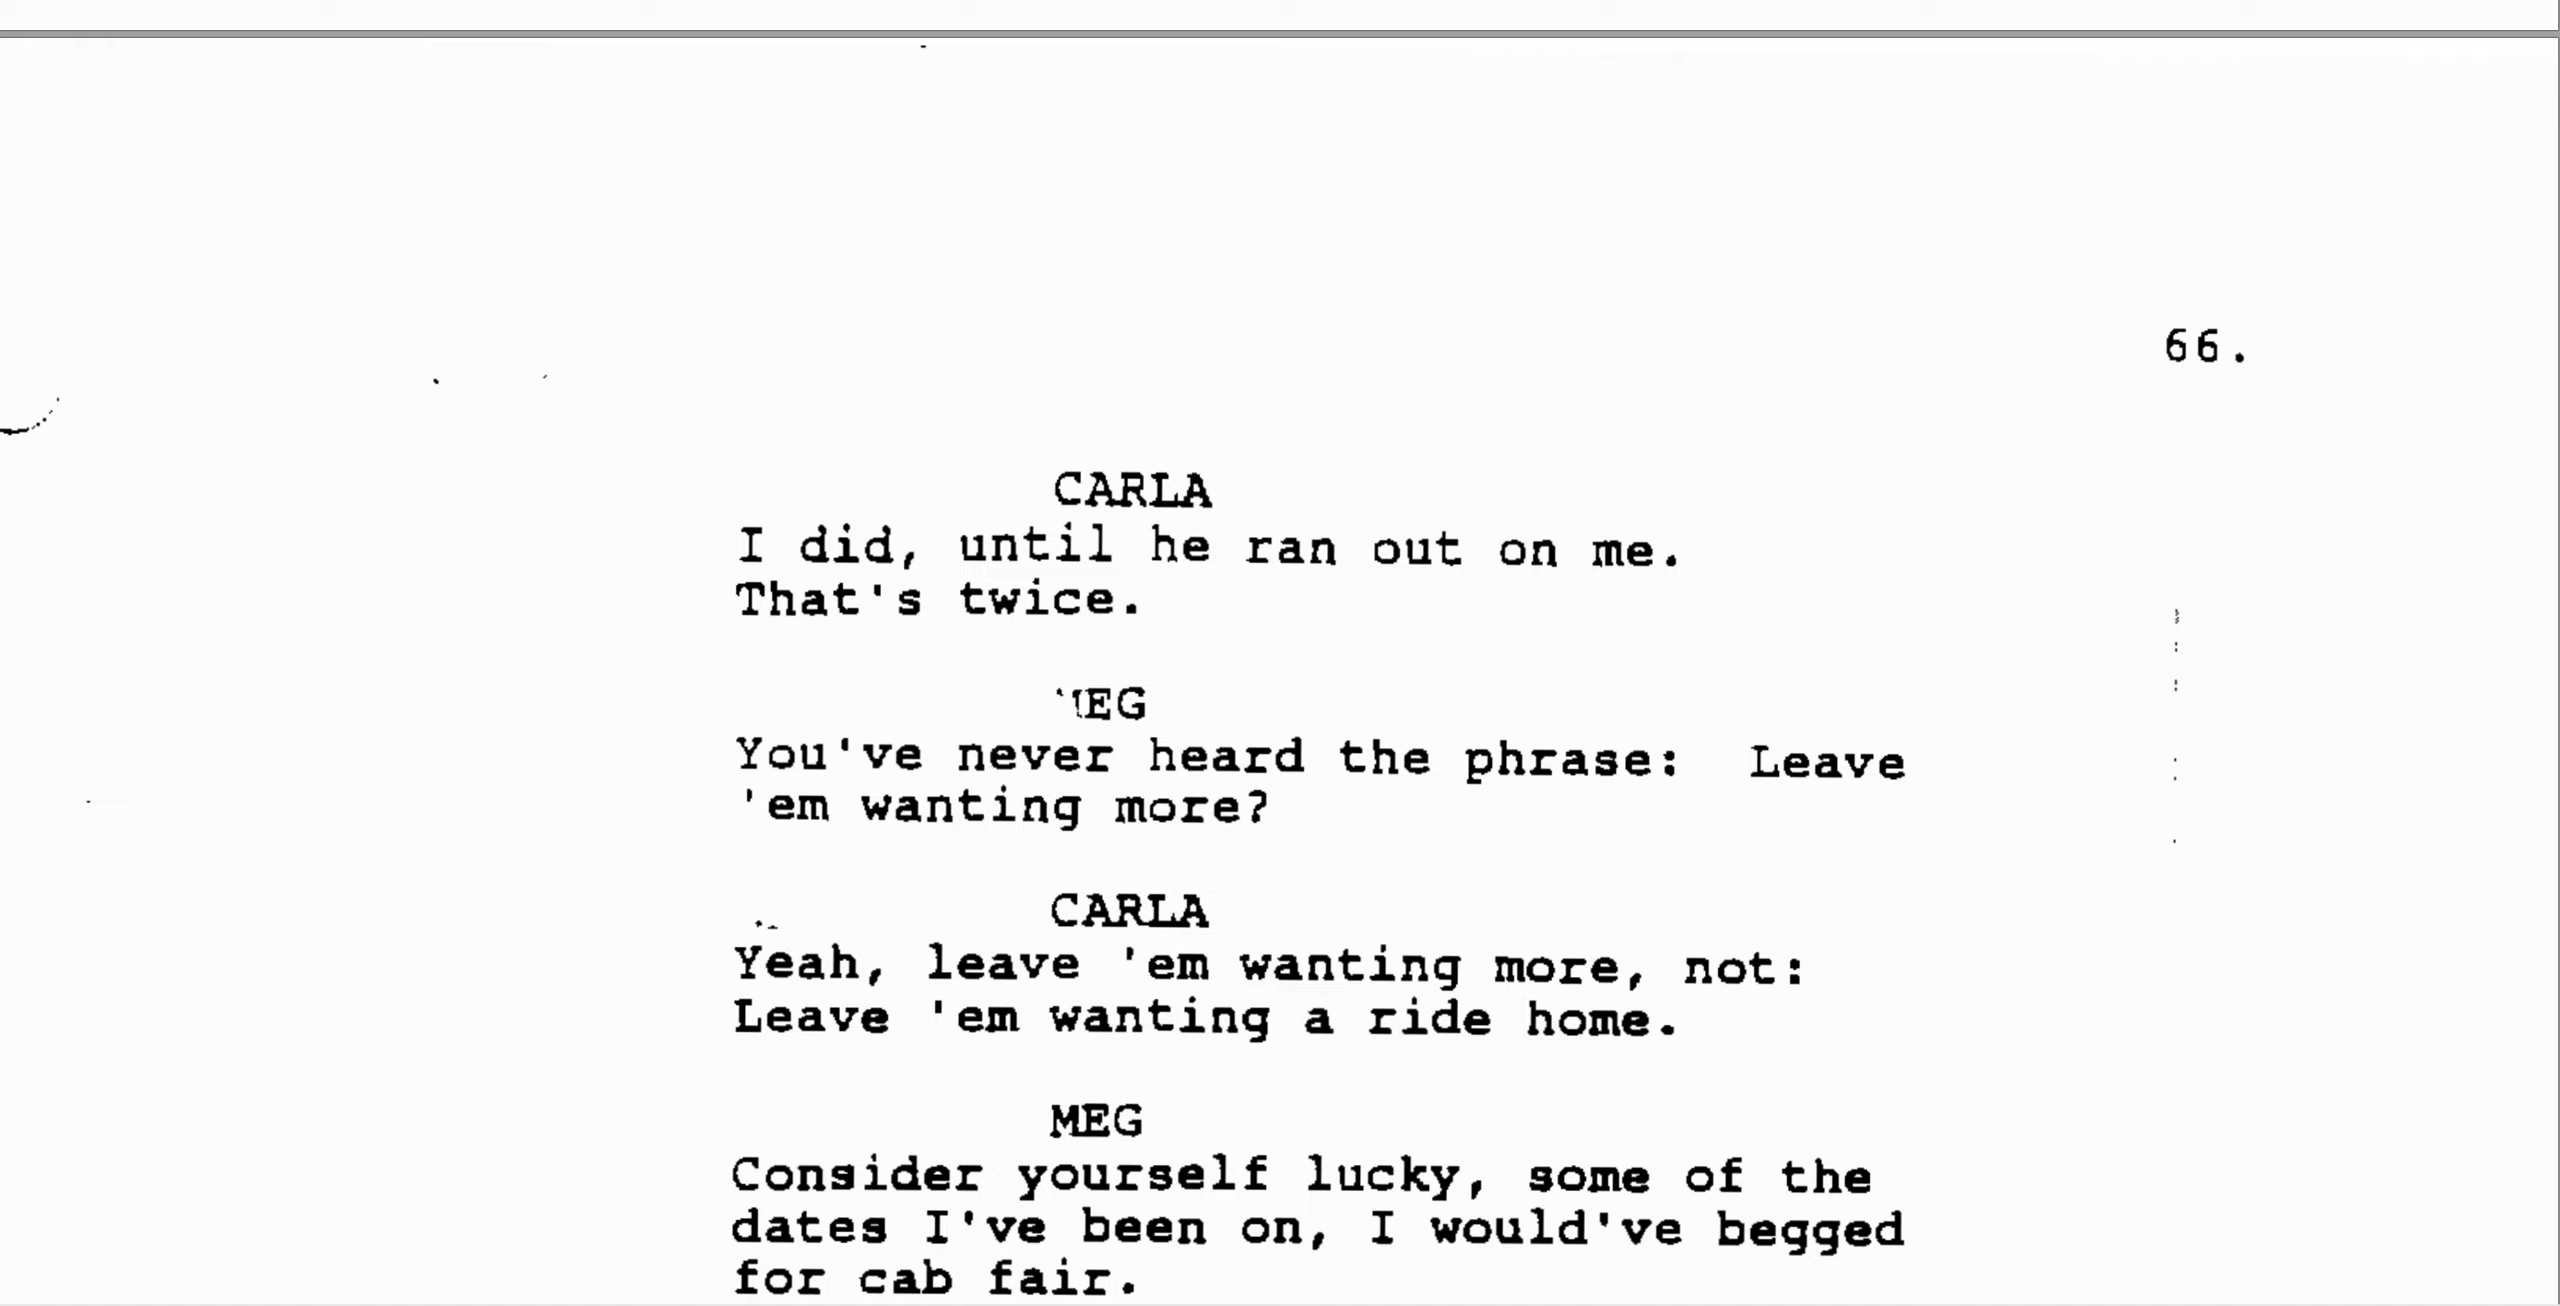 66.
CARLA
I did, until he ran out on me.
That's twice.
MEG
You've never heard the phrase:  Leave
'em wanting more?
CARLA
Yeah, leave 'em wanting more, not:
Leave 'em wanting a ride home.
MEG
Consider yourself lucky, some of the
dates I've been on, I would've begged
for cab fair.